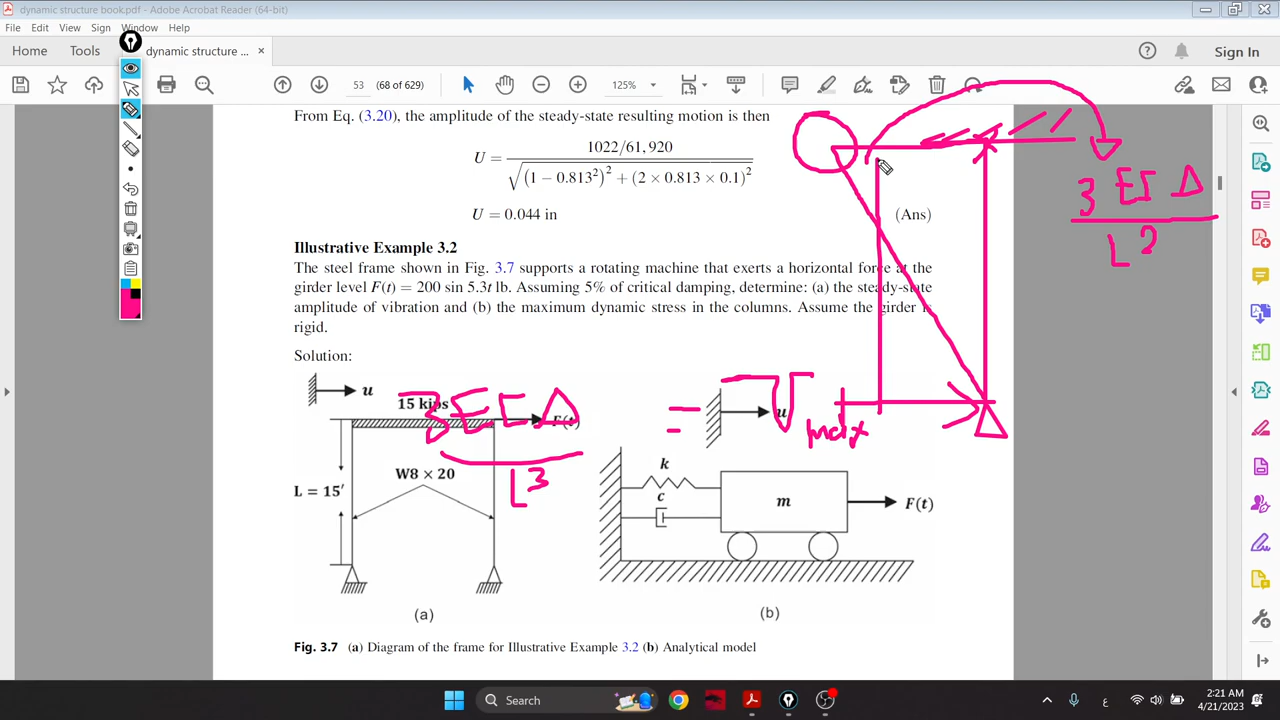 dynamic structure book.pdf - Adobe Acrobat Reader (64-bit)
File Edit View Sign Window Help
Home Tools dynamic structure ... × Sign In
53 (68 of 629) 125%
From Eq. (3.20), the amplitude of the steady-state resulting motion is then
U = 1022/61,920 / √((1 − 0.813²)² + (2 × 0.813 × 0.1)²)
U = 0.044 in
(Ans)
3 EI Δ
L³
Illustrative Example 3.2
The steel frame shown in Fig. 3.7 supports a rotating machine that exerts a horizontal force at the
girder level F(t) = 200 sin 5.3t lb. Assuming 5% of critical damping, determine: (a) the steady-state
amplitude of vibration and (b) the maximum dynamic stress in the columns. Assume the girder is
rigid.
Solution:
u
15 kips
F(t)
W8 × 20
L = 15′
(a)
3EEΔ
L³
= V max
u
k
c
m
F(t)
(b)
Fig. 3.7 (a) Diagram of the frame for Illustrative Example 3.2 (b) Analytical model
Search
ع
2:21 AM
4/21/2023